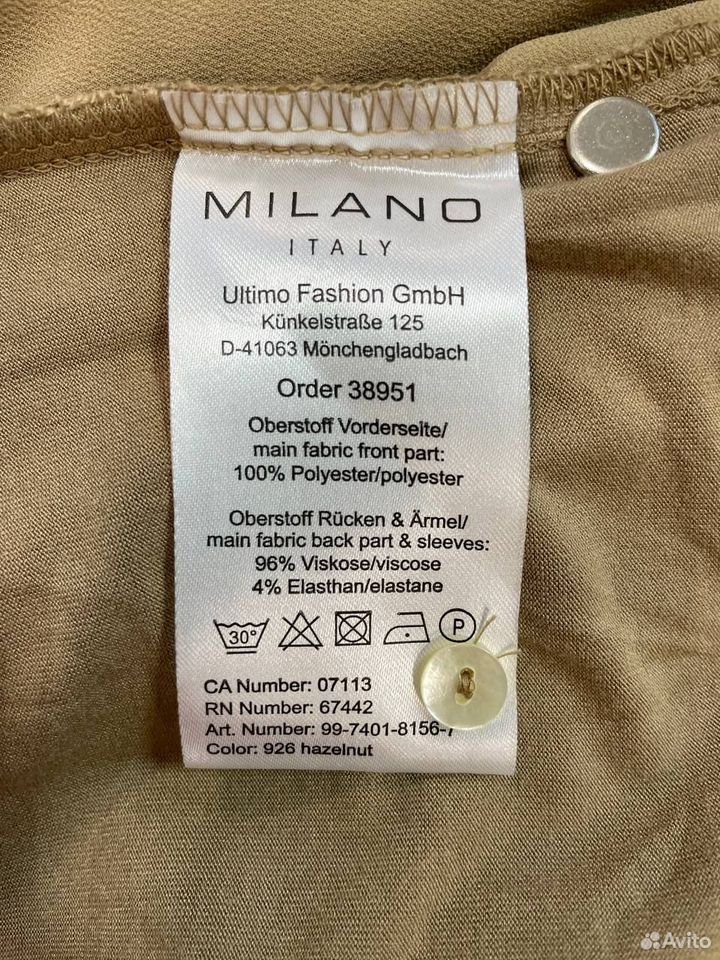 MILANO
ITALY
Ultimo Fashion GmbH
Künkelstraße 125
D-41063 Mönchengladbach
Order 38951
Oberstoff Vorderseite/
main fabric front part:
100% Polyester/polyester
Oberstoff Rücken & Ärmel/
main fabric back part & sleeves:
96% Viskose/viscose
4% Elasthan/elastane
30° P
CA Number: 07113
RN Number: 67442
Art. Number: 99-7401-8156-7
Color: 926 hazelnut
Avito